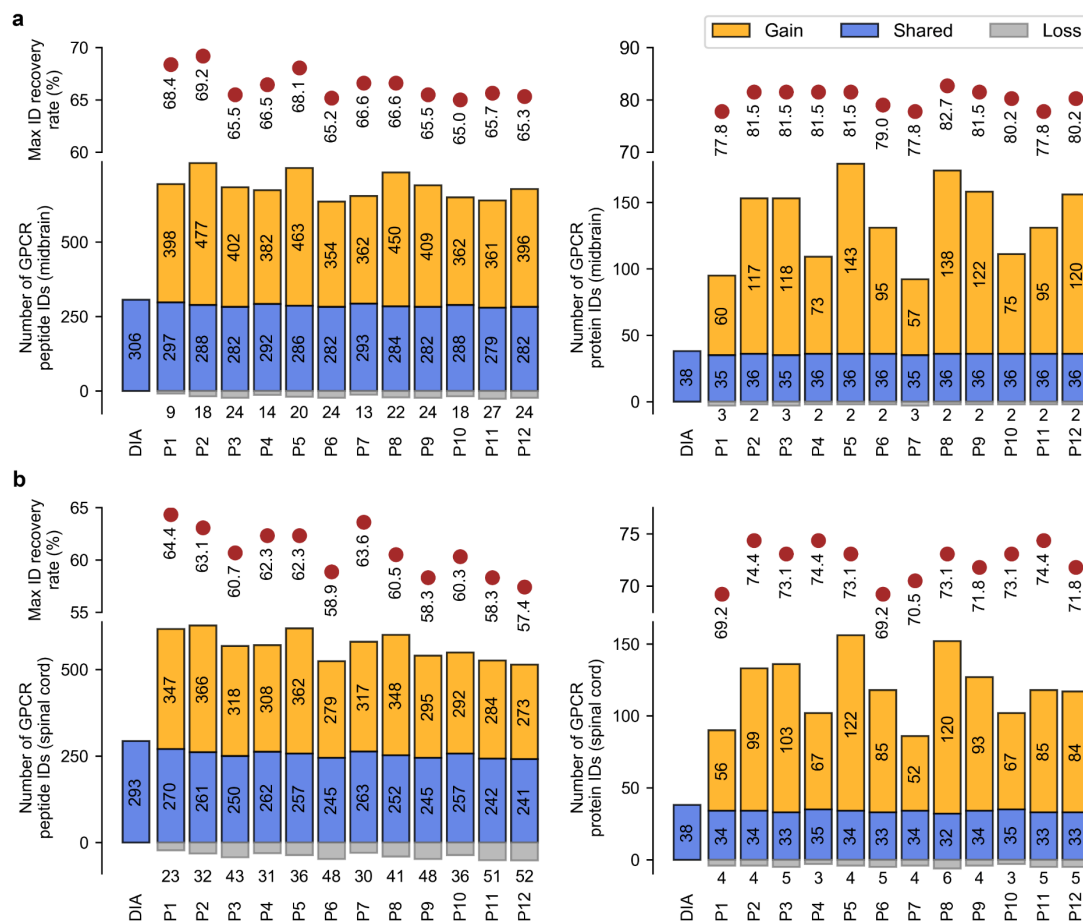 a
Gain Shared Loss
Max ID recovery
rate (%)
70
65
60
68.4 69.2 65.5 66.5 68.1 65.2 66.6 66.6 65.5 65.0 65.7 65.3
Number of GPCR
peptide IDs (midbrain)
500
250
0
398 477 402 382 463 354 362 450 409 362 361 396
306 297 288 282 292 286 282 293 284 282 288 279 282
9 18 24 14 20 24 13 22 24 18 27 24
DIA P1 P2 P3 P4 P5 P6 P7 P8 P9 P10 P11 P12
90
80
70
77.8 81.5 81.5 81.5 81.5 79.0 77.8 82.7 81.5 80.2 77.8 80.2
Number of GPCR
protein IDs (midbrain)
150
100
50
0
60 117 118 73 143 95 57 138 122 75 95 120
38 35 36 35 36 36 36 35 36 36 36 36 36
3 2 3 2 2 2 3 2 2 2 2 2
DIA P1 P2 P3 P4 P5 P6 P7 P8 P9 P10 P11 P12
b
Max ID recovery
rate (%)
65
60
55
64.4 63.1 60.7 62.3 62.3 58.9 63.6 60.5 58.3 60.3 58.3 57.4
Number of GPCR
peptide IDs (spinal cord)
500
250
0
347 366 318 308 362 279 317 348 295 292 284 273
293 270 261 250 262 257 245 263 252 245 257 242 241
23 32 43 31 36 48 30 41 48 36 51 52
DIA P1 P2 P3 P4 P5 P6 P7 P8 P9 P10 P11 P12
75
70
69.2 74.4 73.1 74.4 73.1 69.2 70.5 73.1 71.8 73.1 74.4 71.8
Number of GPCR
protein IDs (spinal cord)
150
100
50
0
56 99 103 67 122 85 52 120 93 67 85 84
38 34 34 33 35 34 33 34 32 34 35 33 33
4 4 5 3 4 5 4 6 4 3 5 5
DIA P1 P2 P3 P4 P5 P6 P7 P8 P9 P10 P11 P12